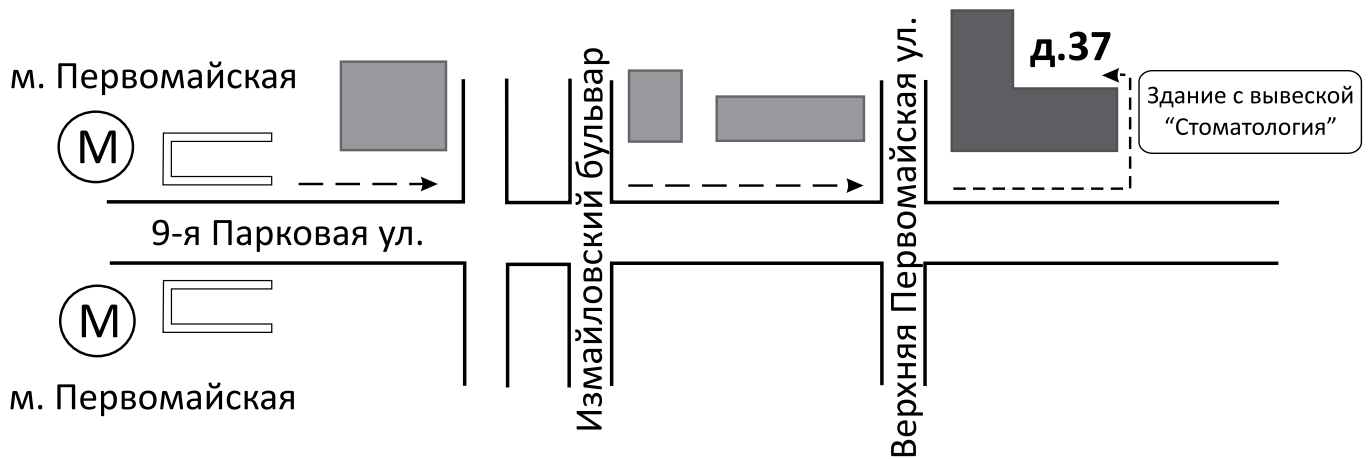 м. Первомайская
М
9-я Парковая ул.
М
м. Первомайская
Измайловский бульвар
Верхняя Первомайская ул.
д.37
Здание с вывеской
“Стоматология”